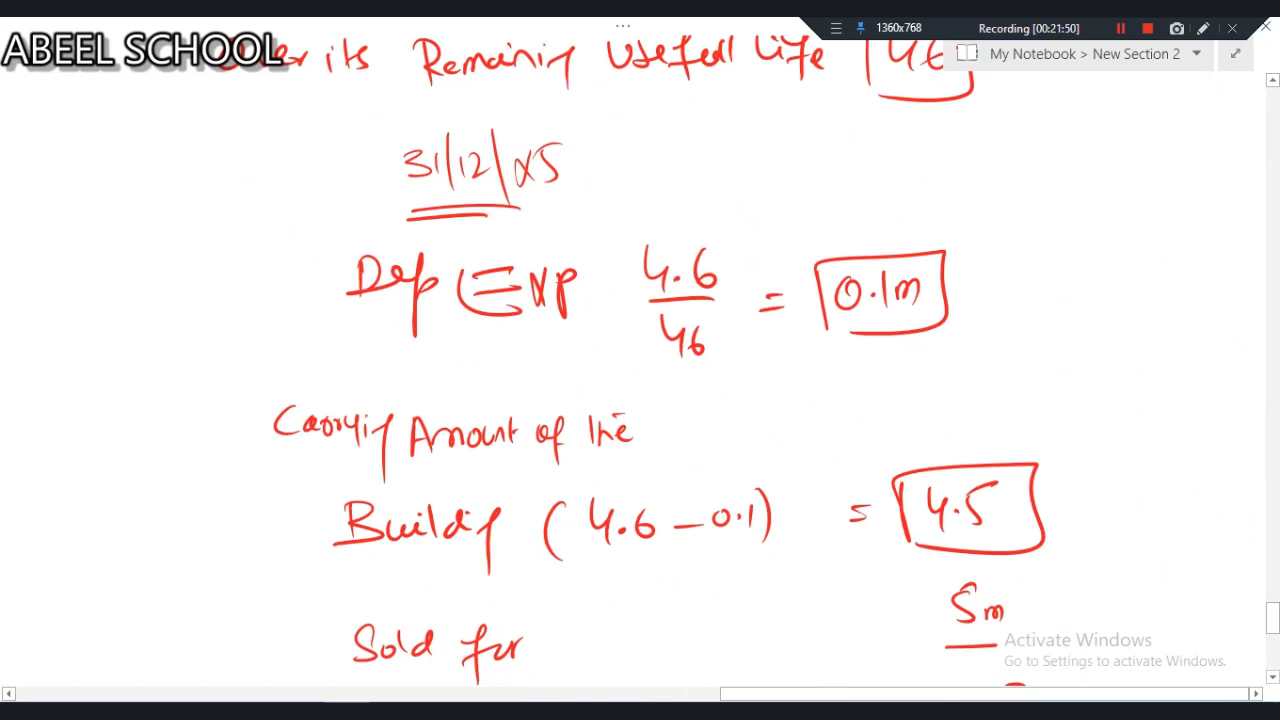 1360x768 Recording [00:21:50]
ABEEL SCHOOL
My Notebook > New Section 2
its Remaining Usefull Life 46
31/12/x5
Dep Exp 4.6/46 = 0.1m
Carrying Amount of the
Building (4.6 - 0.1) = 4.5
5m
Sold for
Activate Windows
Go to Settings to activate Windows.